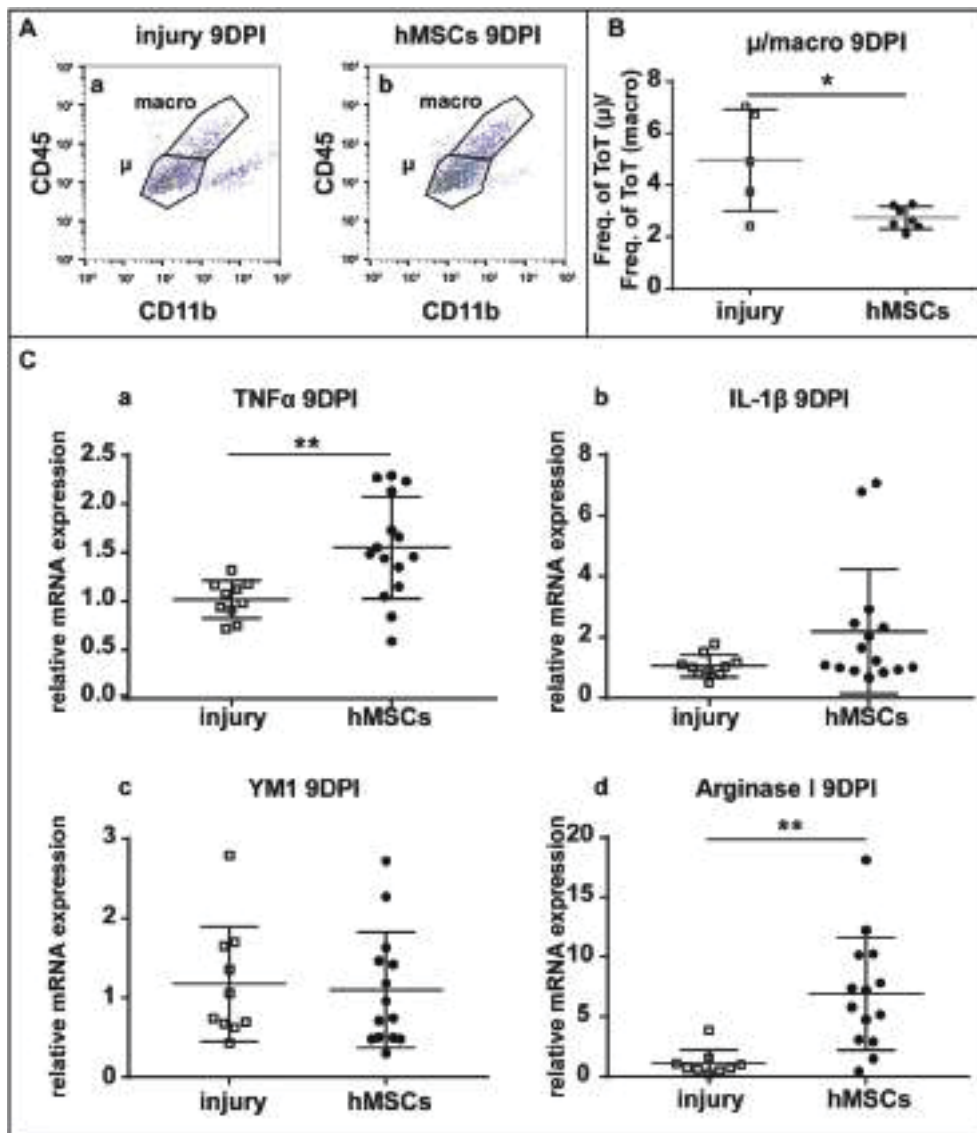 A
injury 9DPI
hMSCs 9DPI
a
macro
μ
CD45
CD11b
b
macro
μ
CD45
CD11b
B
μ/macro 9DPI
*
Freq. of ToT (μ)/
Freq. of ToT (macro)
8
6
4
2
0
injury
hMSCs
C
a
TNFα 9DPI
**
relative mRNA expression
2.5
2.0
1.5
1.0
0.5
0.0
injury
hMSCs
b
IL-1β 9DPI
relative mRNA expression
8
6
4
2
0
injury
hMSCs
c
YM1 9DPI
relative mRNA expression
3
2
1
0
injury
hMSCs
d
Arginase I 9DPI
**
relative mRNA expression
20
15
10
5
0
injury
hMSCs